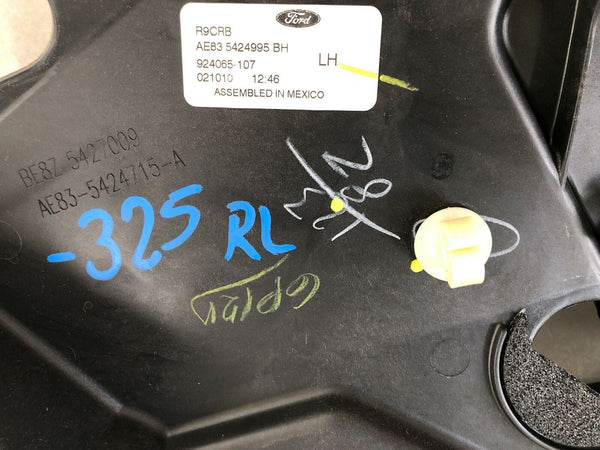 Ford
R9CRB
AE83 5424995 BH
924065-107
LH
021010 12:46
ASSEMBLED IN MEXICO
BE8Z 5427009
AE83-5424715-A
-325 RL